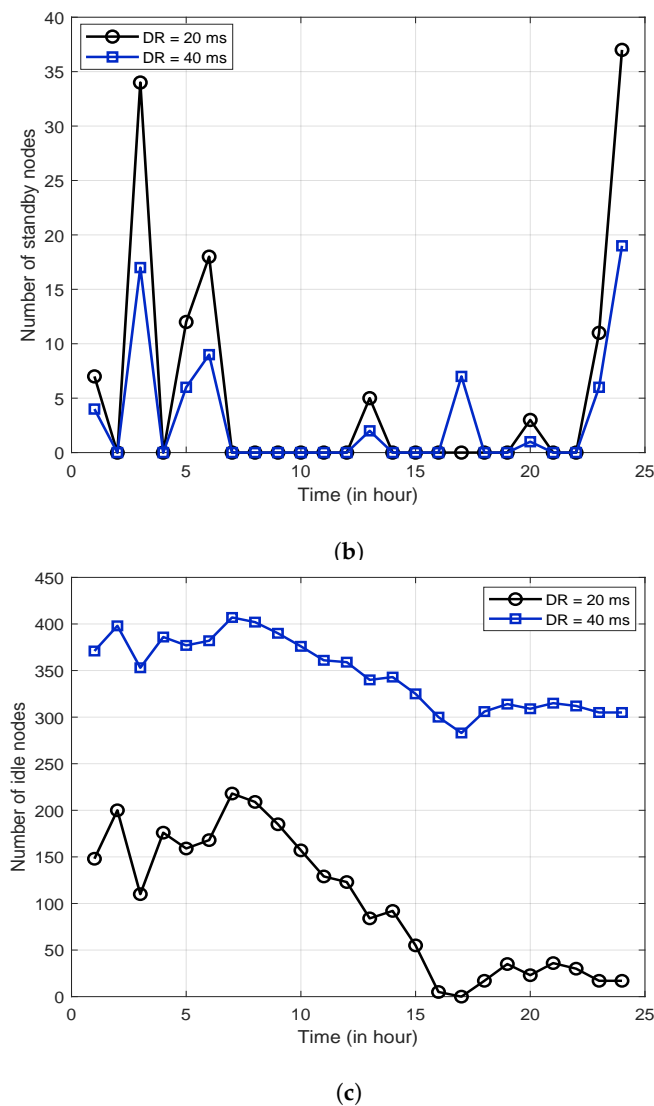 40
35
30
25
20
15
10
5
0
Number of standby nodes
DR = 20 ms
DR = 40 ms
0 5 10 15 20 25
Time (in hour)
(b)
450
400
350
300
250
200
150
100
50
0
Number of idle nodes
DR = 20 ms
DR = 40 ms
0 5 10 15 20 25
Time (in hour)
(c)